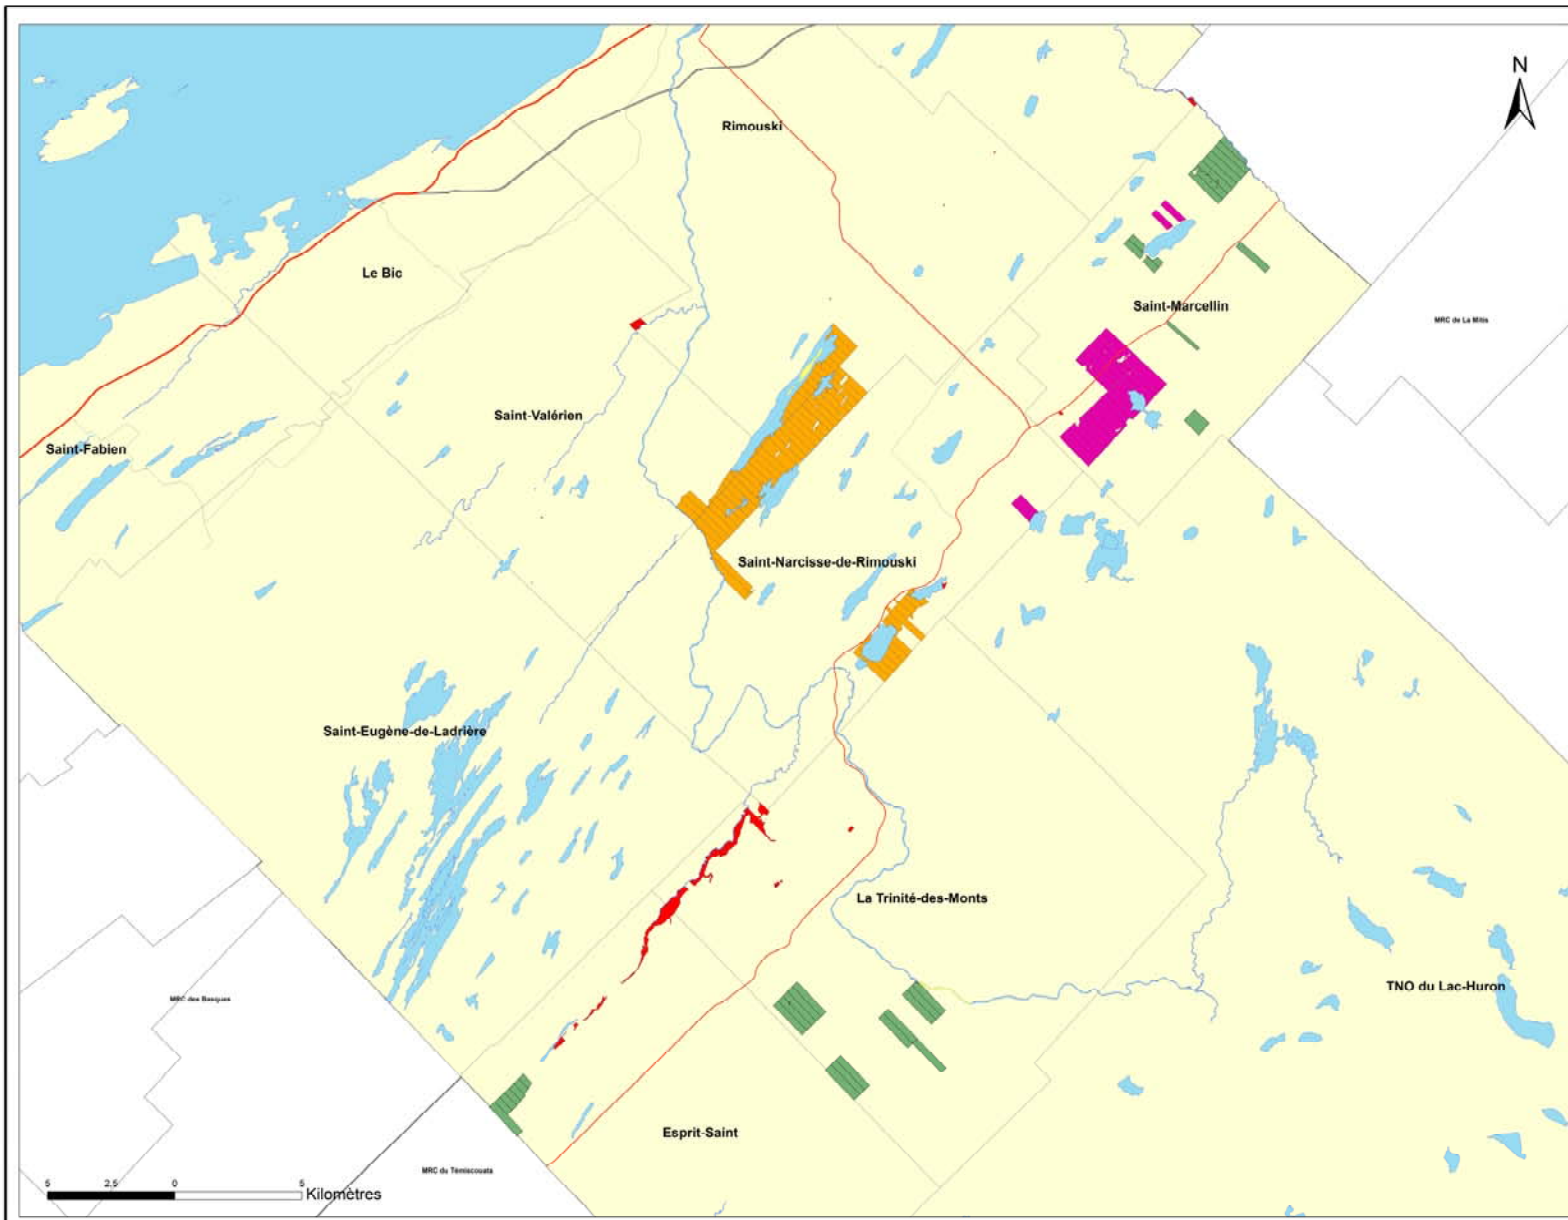 N
Rimouski
Le Bic
Saint-Marcellin
MRC de La Mitis
Saint-Valérien
Saint-Fabien
Saint-Narcisse-de-Rimouski
Saint-Eugène-de-Ladrière
La Trinité-des-Monts
TNO du Lac-Huron
MRC des Basques
Esprit-Saint
MRC du Témiscouata
5 2,5 0 5 Kilomètres